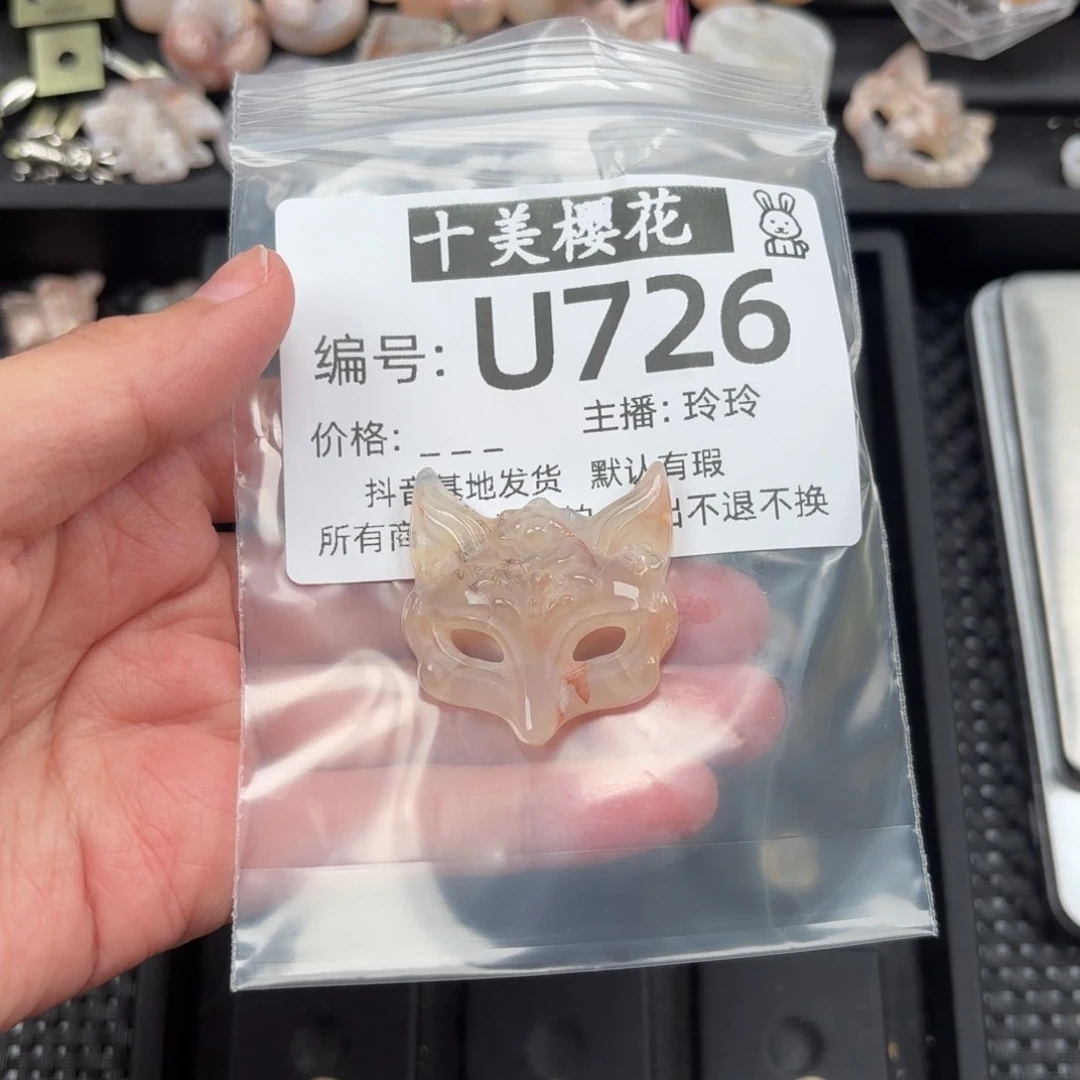 十美樱花
编号: U726
价格: _ _ _
主播: 玲玲
抖音基地发货 默认有瑕
所有商 出不退不换